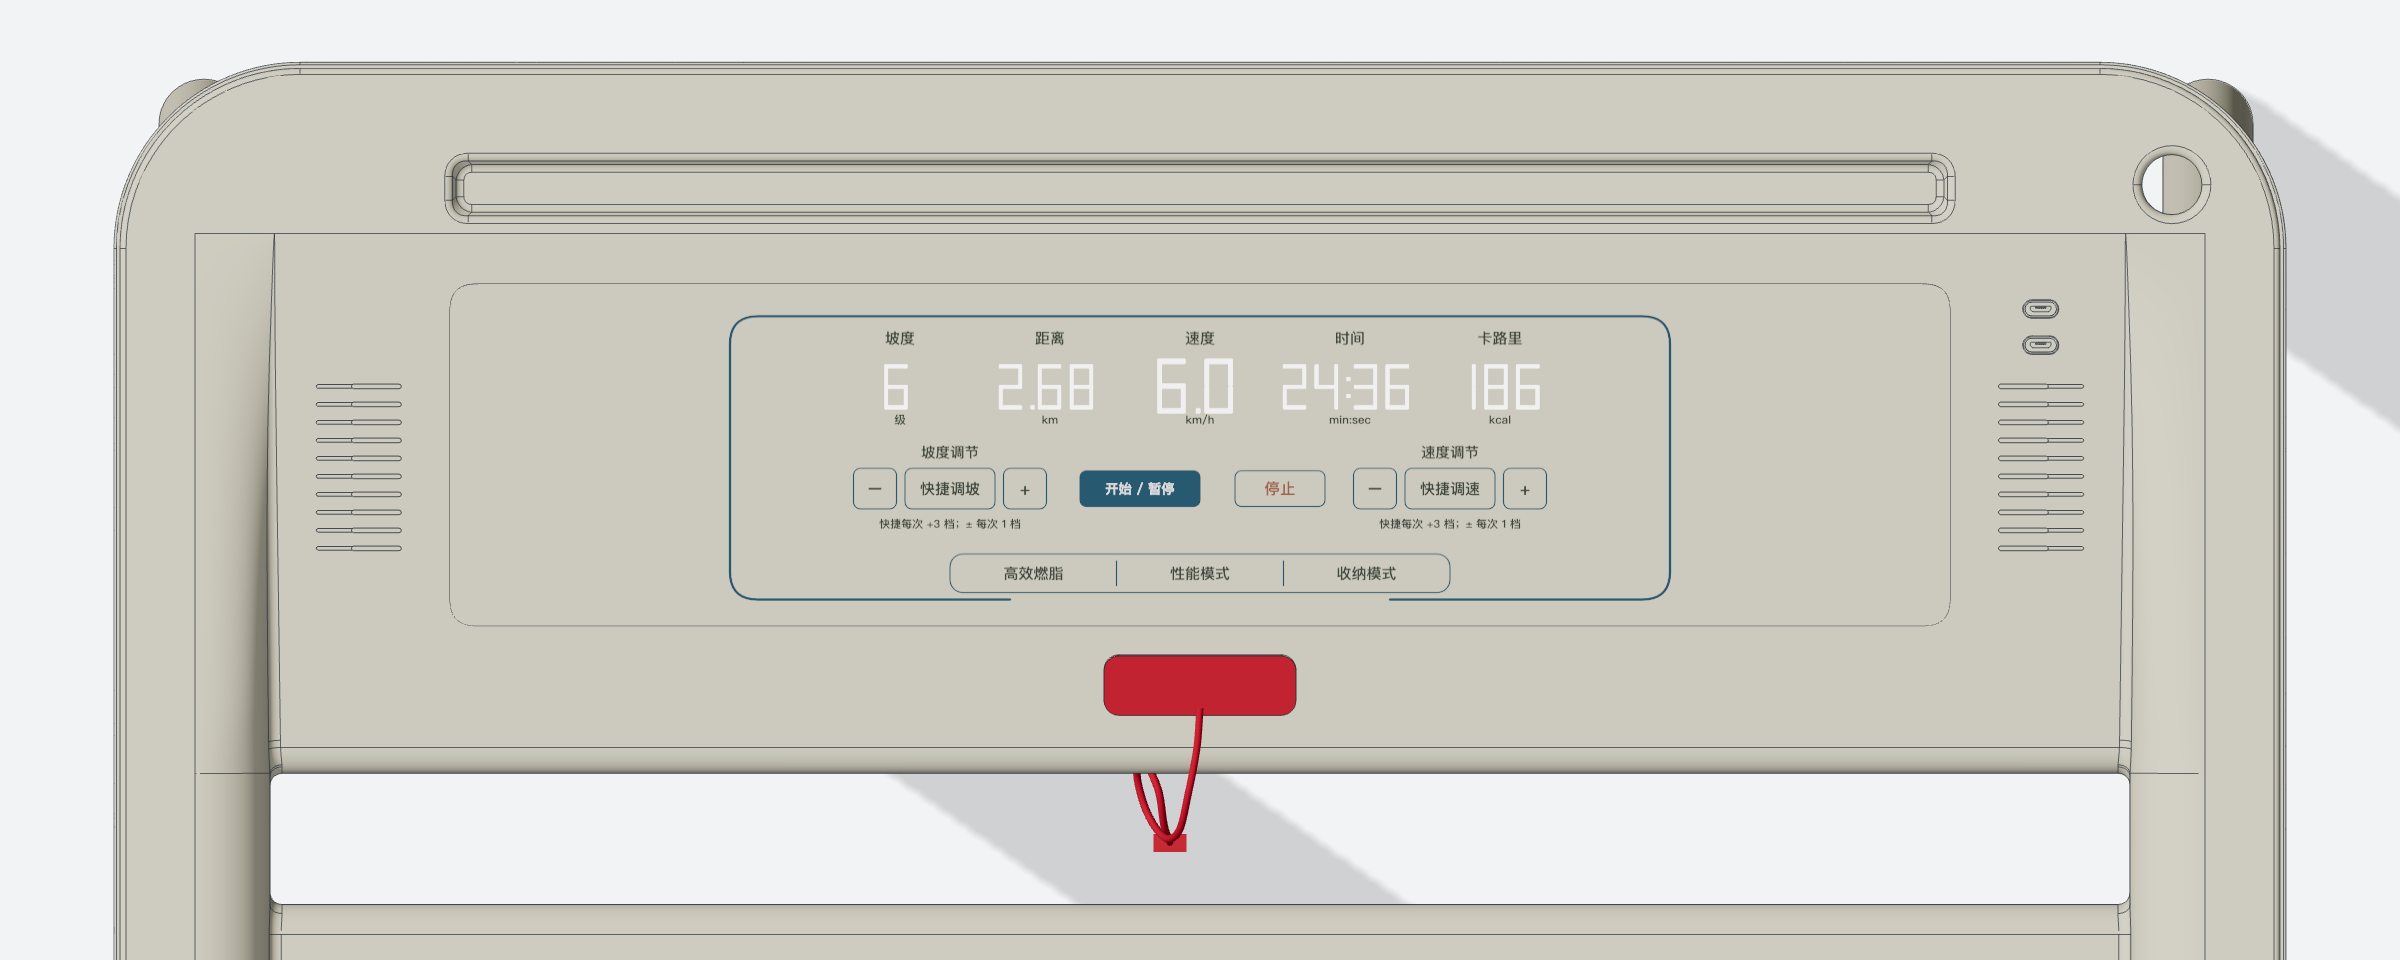 坡度 距离 速度 时间 卡路里
6 2.68 6.0 24:36 186
级 km km/h min:sec kcal
坡度调节 速度调节
— 快捷调坡 + 开始 / 暂停 停止 — 快捷调速 +
快捷每次 +3 档；± 每次 1 档 快捷每次 +3 档；± 每次 1 档
高效燃脂 性能模式 收纳模式